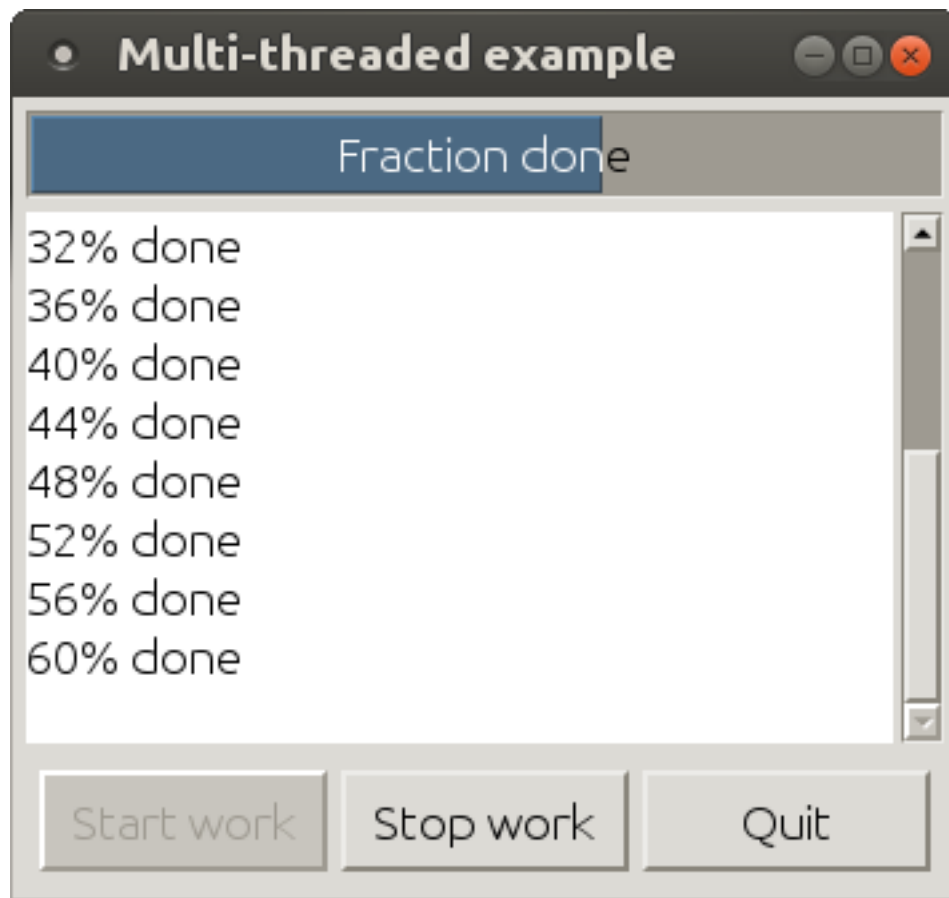 Multi-threaded example
Fraction done
32% done
36% done
40% done
44% done
48% done
52% done
56% done
60% done
Start work Stop work Quit